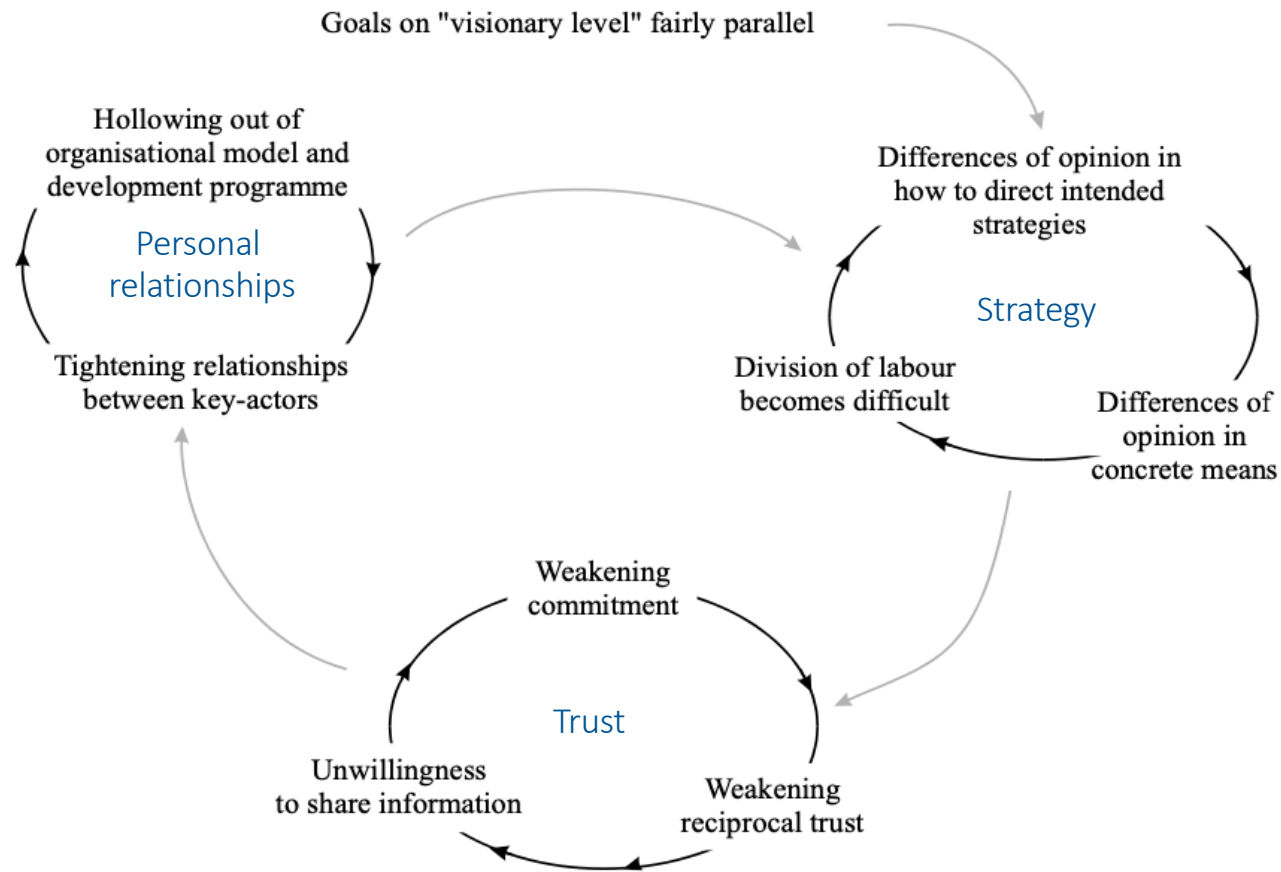 Goals on "visionary level" fairly parallel
Hollowing out of
organisational model and
development programme
Personal
relationships
Tightening relationships
between key-actors
Differences of opinion in
how to direct intended
strategies
Strategy
Division of labour
becomes difficult
Differences of
opinion in
concrete means
Weakening
commitment
Trust
Unwillingness
to share information
Weakening
reciprocal trust